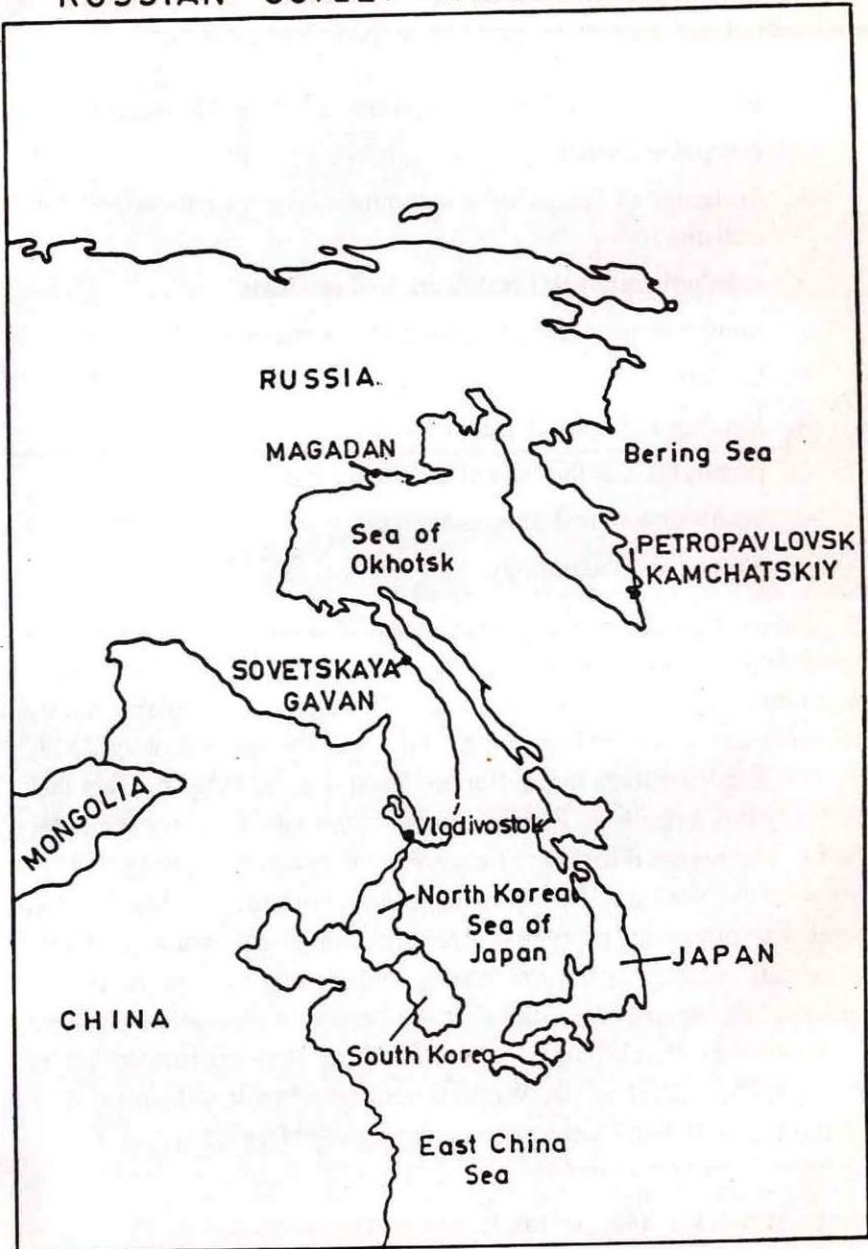 RUSSIAN
RUSSIA.
MAGADAN
Bering Sea
Sea of
Okhotsk
PETROPAVLOVSK
KAMCHATSKIY
SOVETSKAYA
GAVAN
MONGOLIA
Vladivostok
North Korea
Sea of
Japan
JAPAN
CHINA
South Korea
East China
Sea